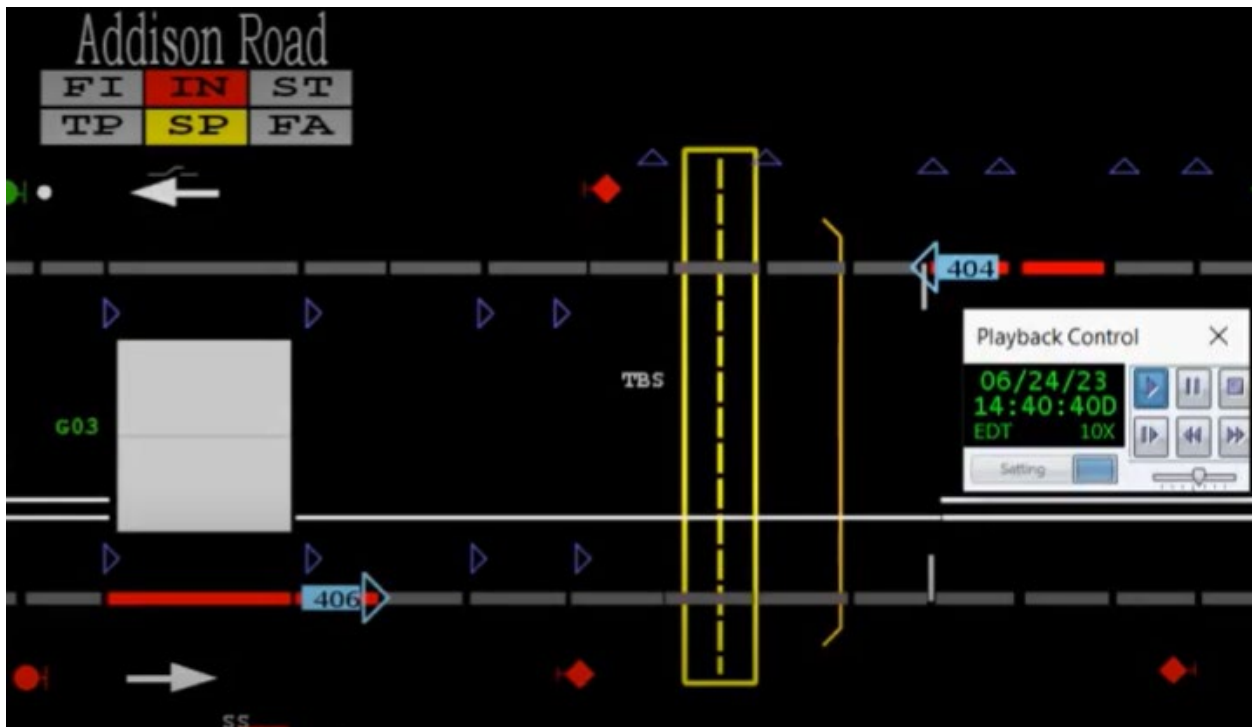 Addison Road
FI IN ST
TP SP FA
404
Playback Control
06/24/23
14:40:40D
EDT 10X
Setting
TBS
G03
406
SS